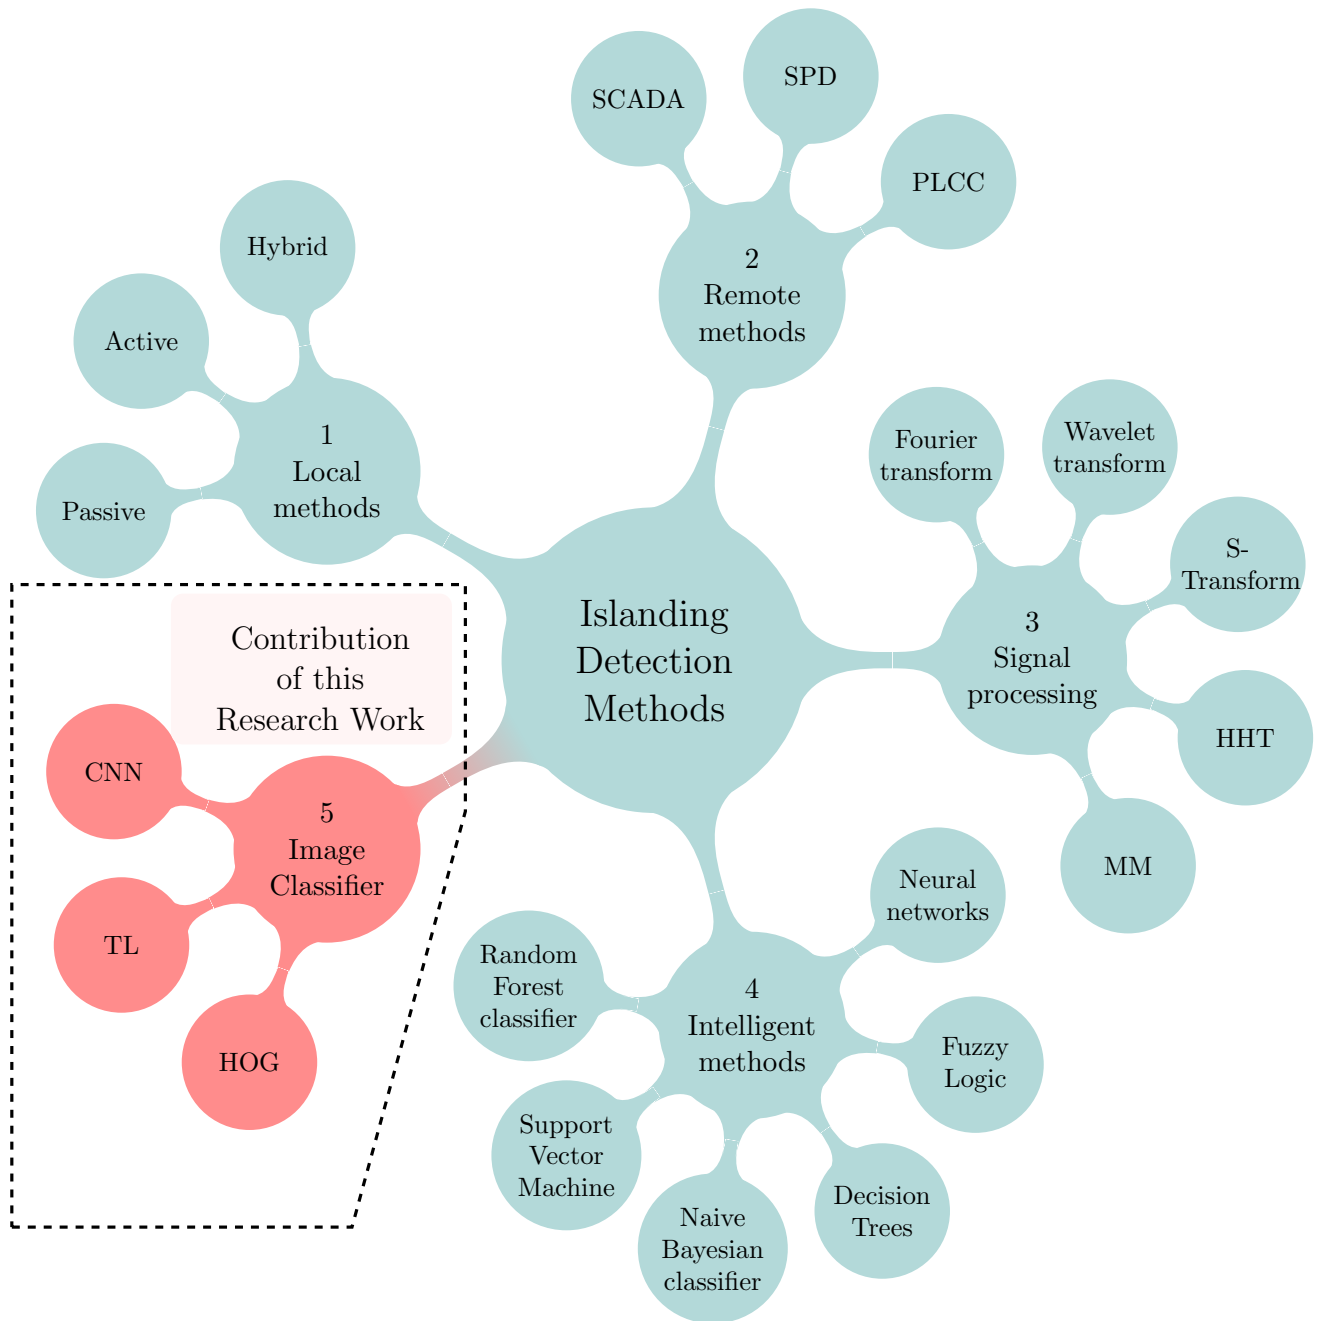 Islanding
Detection
Methods
1
Local
methods
Passive
Active
Hybrid
2
Remote
methods
SCADA
SPD
PLCC
3
Signal
processing
Fourier
transform
Wavelet
transform
S-
Transform
HHT
MM
4
Intelligent
methods
Neural
networks
Fuzzy
Logic
Decision
Trees
Naive
Bayesian
classifier
Support
Vector
Machine
Random
Forest
classifier
Contribution
of this
Research Work
5
Image
Classifier
CNN
TL
HOG